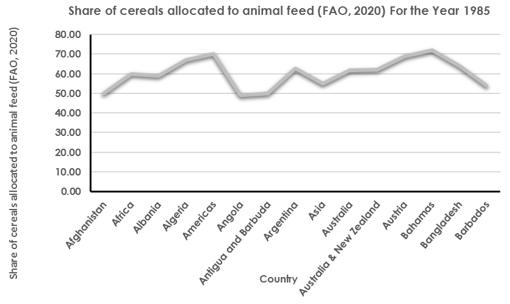 Share of cereals allocated to animal feed (FAO, 2020) For the Year 1985
Share of cereals allocated to animal feed (FAO, 2020)
80.00
70.00
60.00
50.00
40.00
30.00
20.00
10.00
0.00
Afghanistan
Africa
Albania
Algeria
Americas
Angola
Antigua and Barbuda
Argentina
Asia
Australia
Australia & New Zealand
Austria
Bahamas
Bangladesh
Barbados
Country